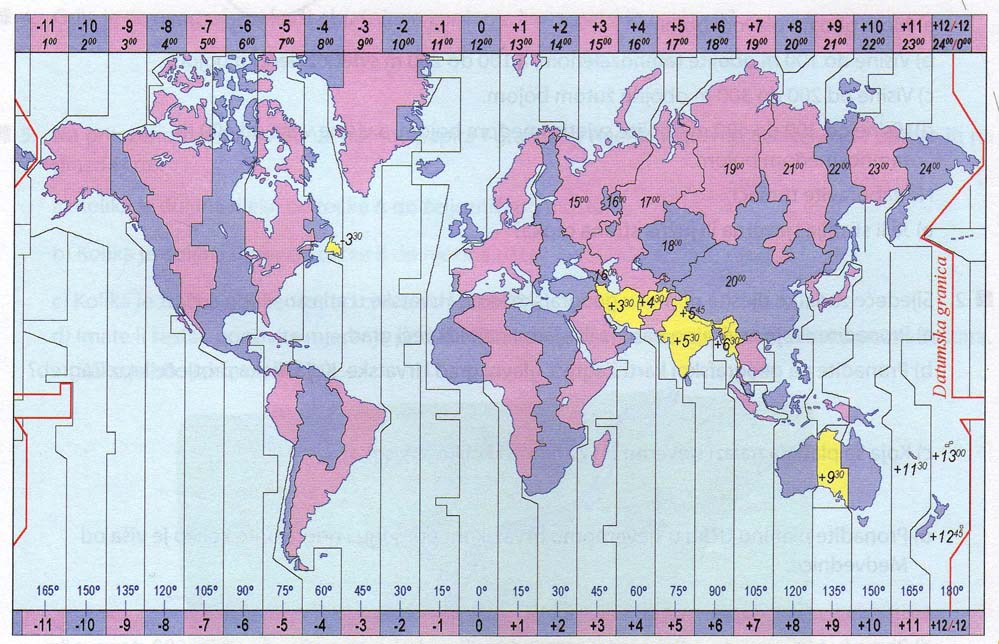 -11 -10 -9 -8 -7 -6 -5 -4 -3 -2 -1 0 +1 +2 +3 +4 +5 +6 +7 +8 +9 +10 +11 +12/-12
1⁰⁰ 2⁰⁰ 3⁰⁰ 4⁰⁰ 5⁰⁰ 6⁰⁰ 7⁰⁰ 8⁰⁰ 9⁰⁰ 10⁰⁰ 11⁰⁰ 12⁰⁰ 13⁰⁰ 14⁰⁰ 15⁰⁰ 16⁰⁰ 17⁰⁰ 18⁰⁰ 19⁰⁰ 20⁰⁰ 21⁰⁰ 22⁰⁰ 23⁰⁰ 24⁰⁰/0⁰⁰
19⁰⁰ 21⁰⁰ 22⁰⁰ 23⁰⁰ 24⁰⁰
15⁰⁰ 16⁰⁰ 17⁰⁰
-3³⁰
18⁰⁰
16⁰⁰ 20⁰⁰
+3³⁰ +4³⁰ +5⁴⁵
+5³⁰ +6³⁰
Datumska granica
+9³⁰ +11³⁰ +13⁰⁰
+12⁴⁵
165° 150° 135° 120° 105° 90° 75° 60° 45° 30° 15° 0° 15° 30° 45° 60° 75° 90° 105° 120° 135° 150° 165° 180°
-11 -10 -9 -8 -7 -6 -5 -4 -3 -2 -1 0 +1 +2 +3 +4 +5 +6 +7 +8 +9 +10 +11 +12/-12